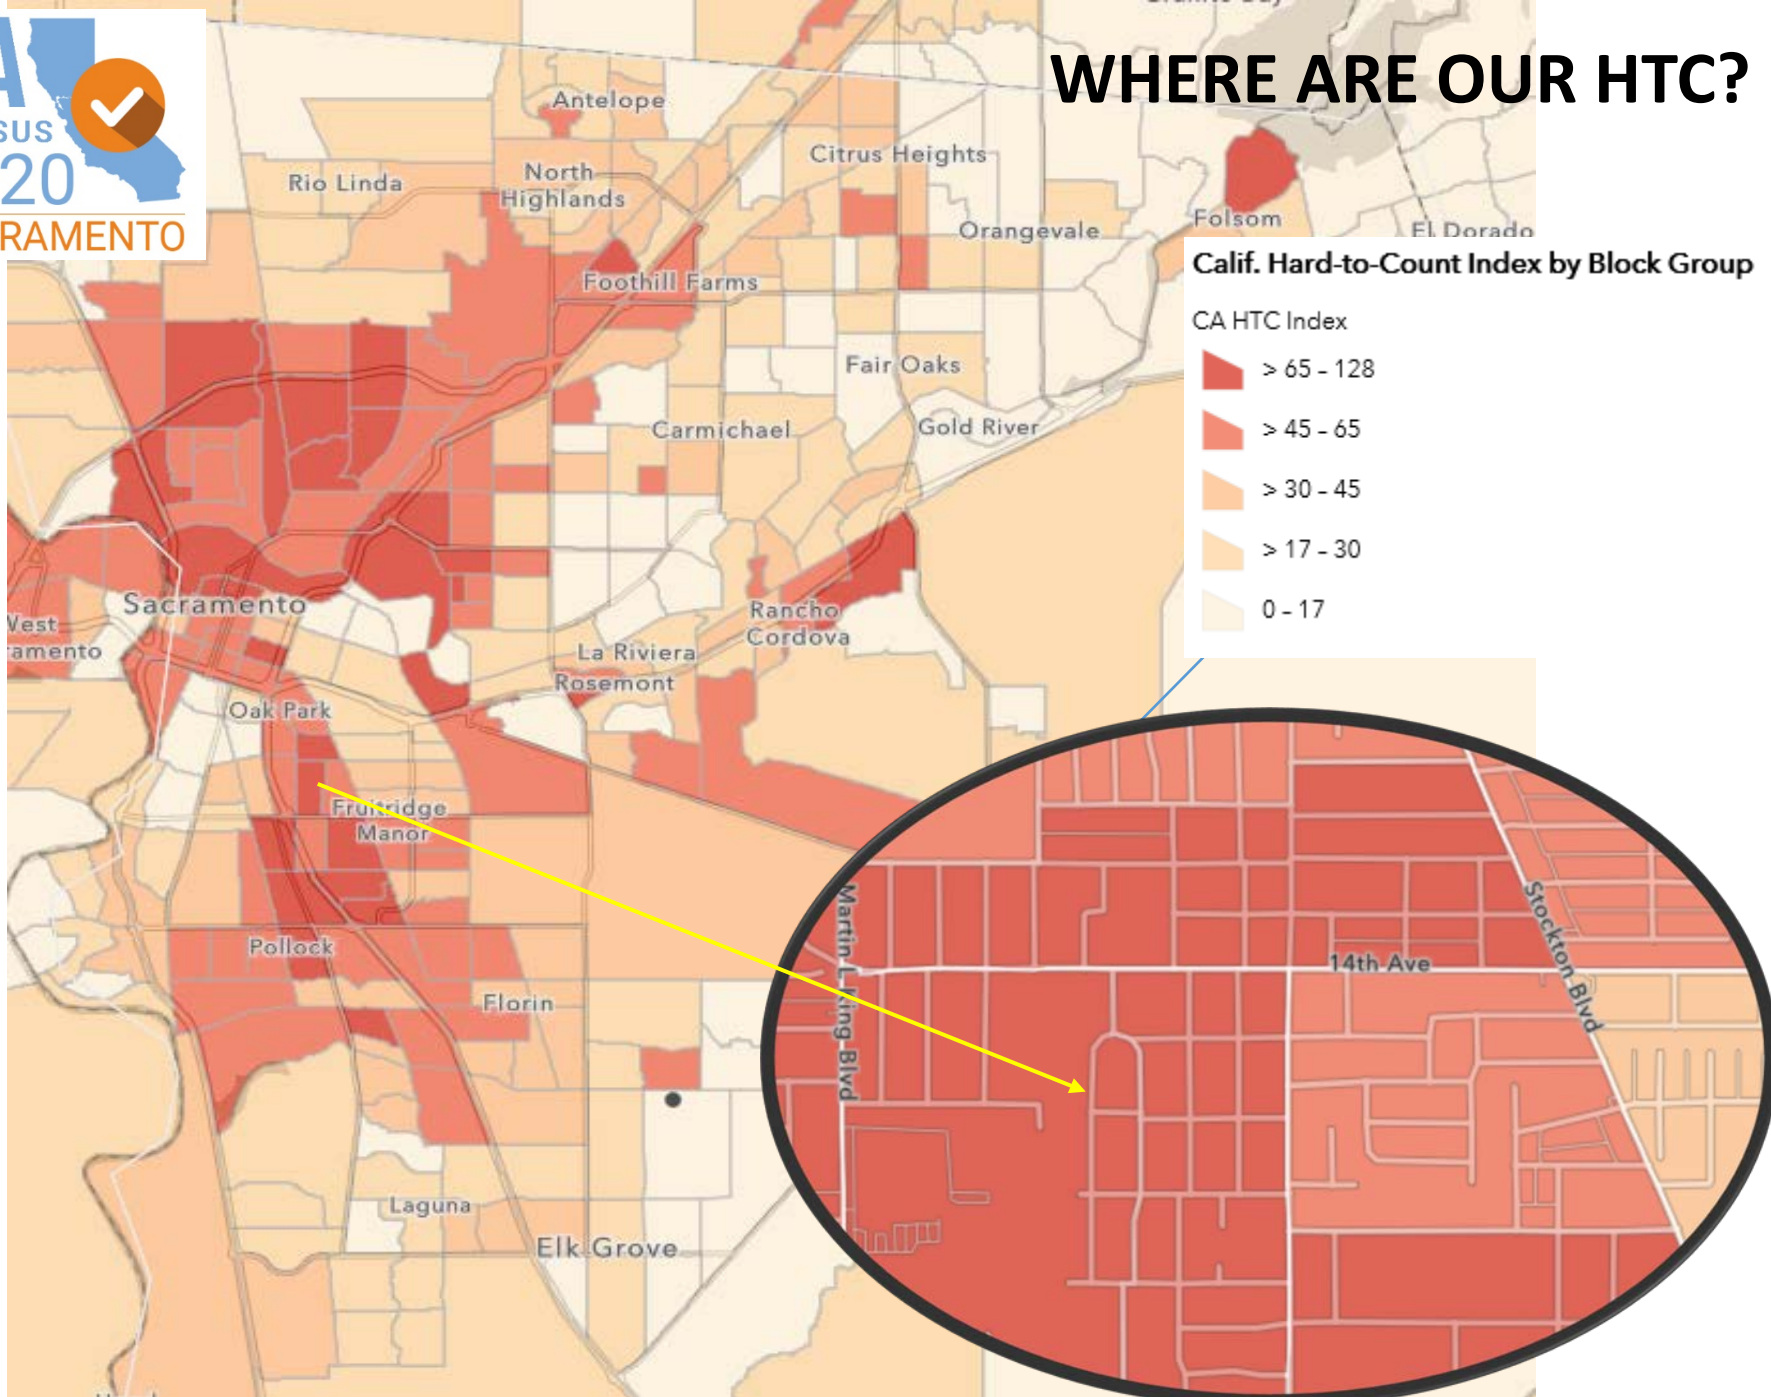 WHERE ARE OUR HTC?
A
SUS
20
RAMENTO
Antelope
Citrus Heights
Rio Linda
North
Highlands
Orangevale
Folsom
El Dorado
Foothill Farms
Calif. Hard-to-Count Index by Block Group
CA HTC Index
> 65 - 128
> 45 - 65
> 30 - 45
> 17 - 30
0 - 17
Fair Oaks
Carmichael
Gold River
Sacramento
West
ramento
Rancho
Cordova
La Riviera
Rosemont
Oak Park
Fruitridge
Manor
Pollock
Florin
Laguna
Elk Grove
Martin L King Blvd
14th Ave
Stockton Blvd